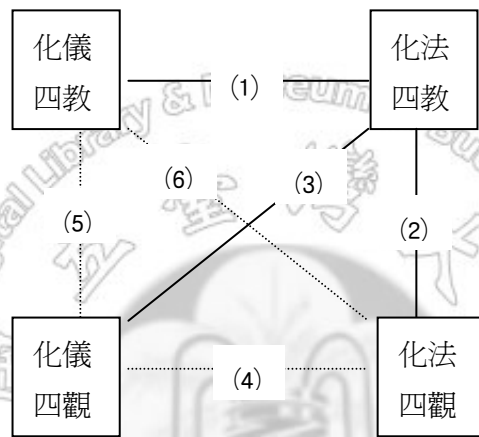 化儀
四教
化法
四教
(1)
(6)
(3)
(5)
(2)
化儀
四觀
(4)
化法
四觀